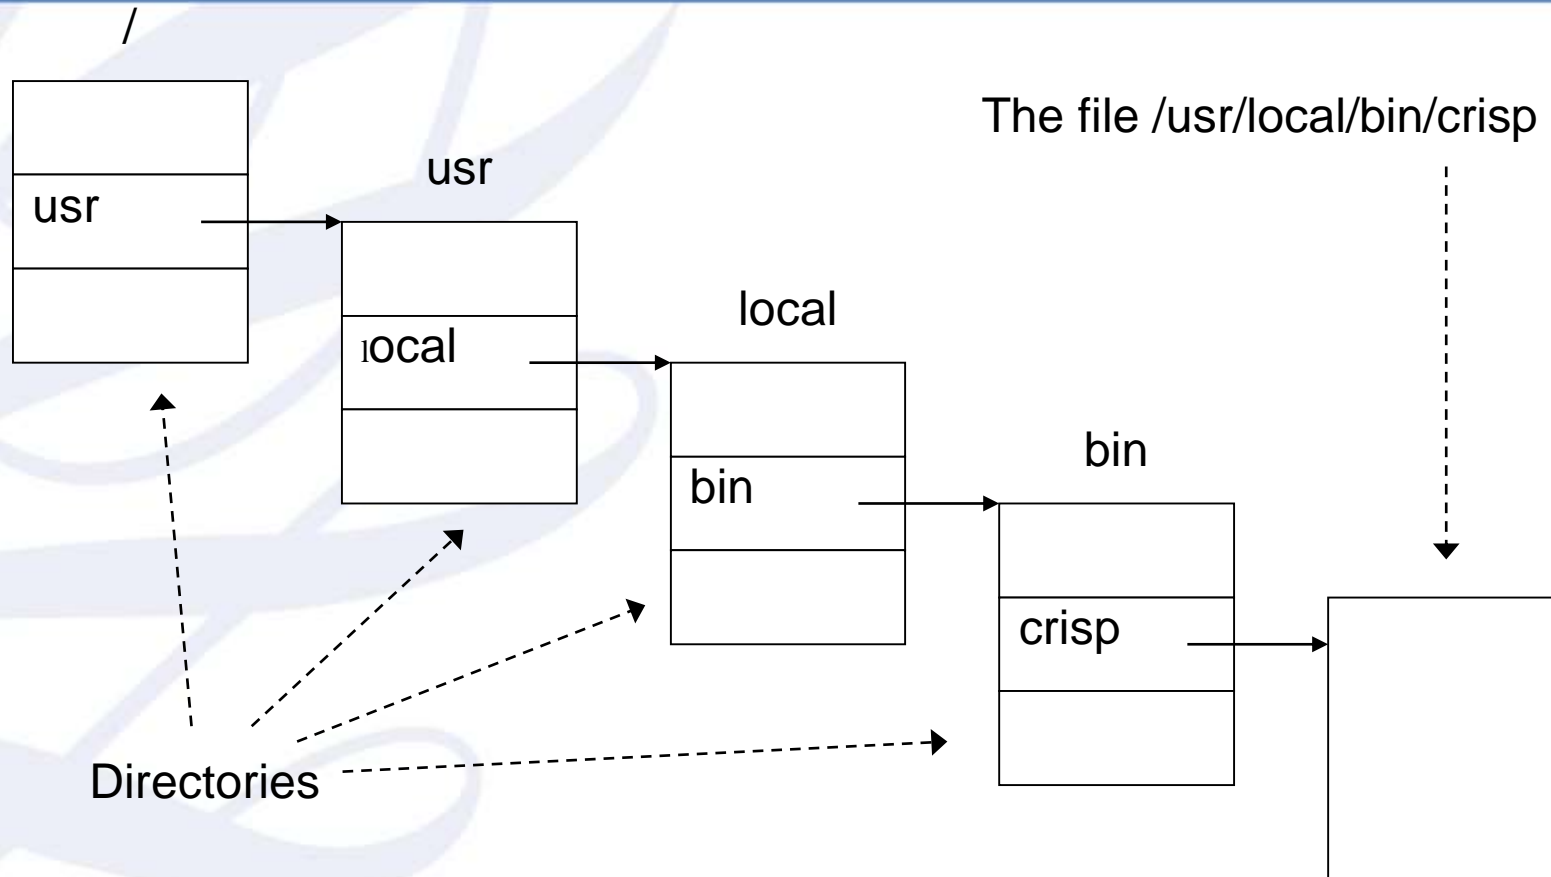 /
The file /usr/local/bin/crisp
usr
usr
local
local
bin
bin
crisp
Directories